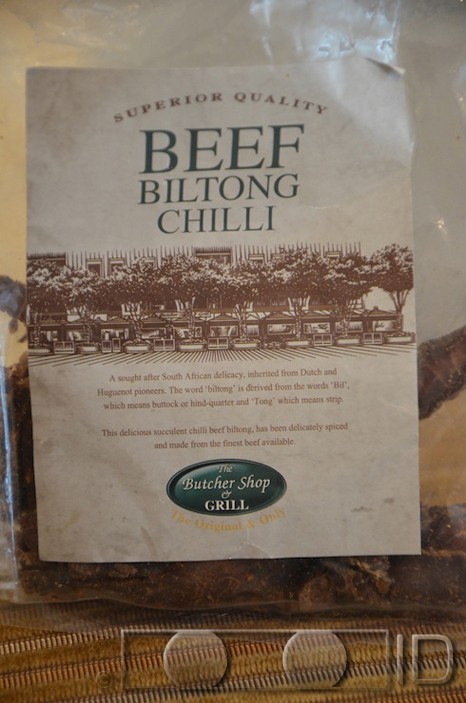 SUPERIOR QUALITY
BEEF
BILTONG
CHILLI
A sought after South African delicacy, inherited from Dutch and
Huguenot pioneers. The word 'biltong' is derived from the words 'Bil',
which means buttock or hind-quarter and 'Tong' which means strip.
This delicious succulent chilli beef biltong, has been delicately spiced
and made from the finest beef available.
The
Butcher Shop
&
GRILL
The Original & Only
ID